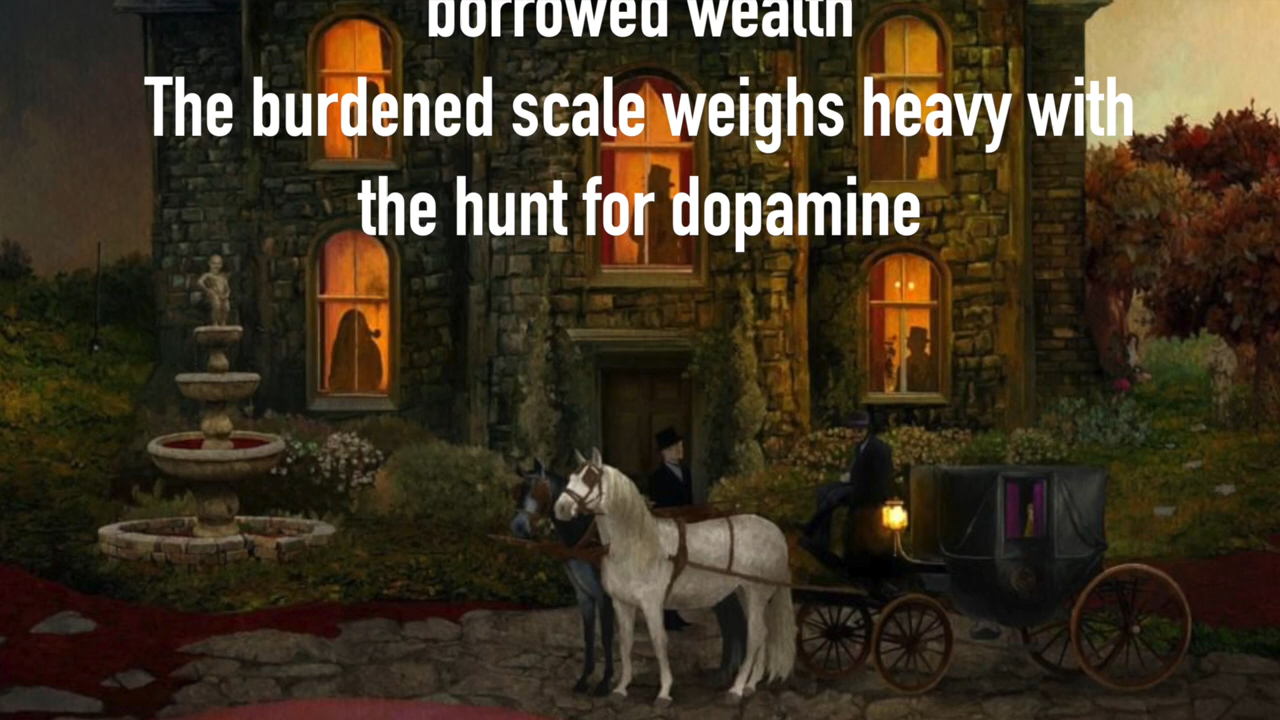 borrowed wealth
The burdened scale weighs heavy with
the hunt for dopamine